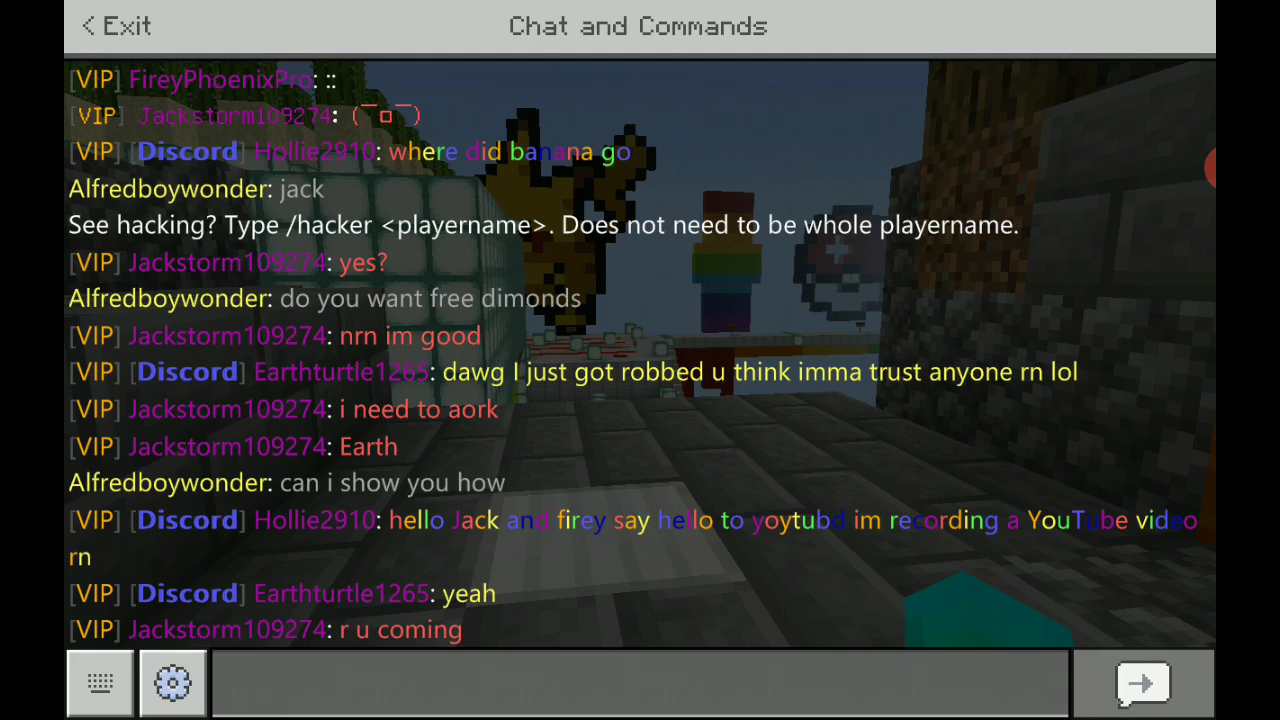 < Exit
Chat and Commands
[VIP] FireyPhoenixPro: ::
[VIP] Jackstorm109274: (¯ o ¯)
[VIP] [Discord] Hollie2910: where did banana go
Alfredboywonder: jack
See hacking? Type /hacker <playername>. Does not need to be whole playername.
[VIP] Jackstorm109274: yes?
Alfredboywonder: do you want free dimonds
[VIP] Jackstorm109274: nrn im good
[VIP] [Discord] Earthturtle1265: dawg I just got robbed u think imma trust anyone rn lol
[VIP] Jackstorm109274: i need to aork
[VIP] Jackstorm109274: Earth
Alfredboywonder: can i show you how
[VIP] [Discord] Hollie2910: hello Jack and firey say hello to yoytubd im recording a YouTube video
rn
[VIP] [Discord] Earthturtle1265: yeah
[VIP] Jackstorm109274: r u coming